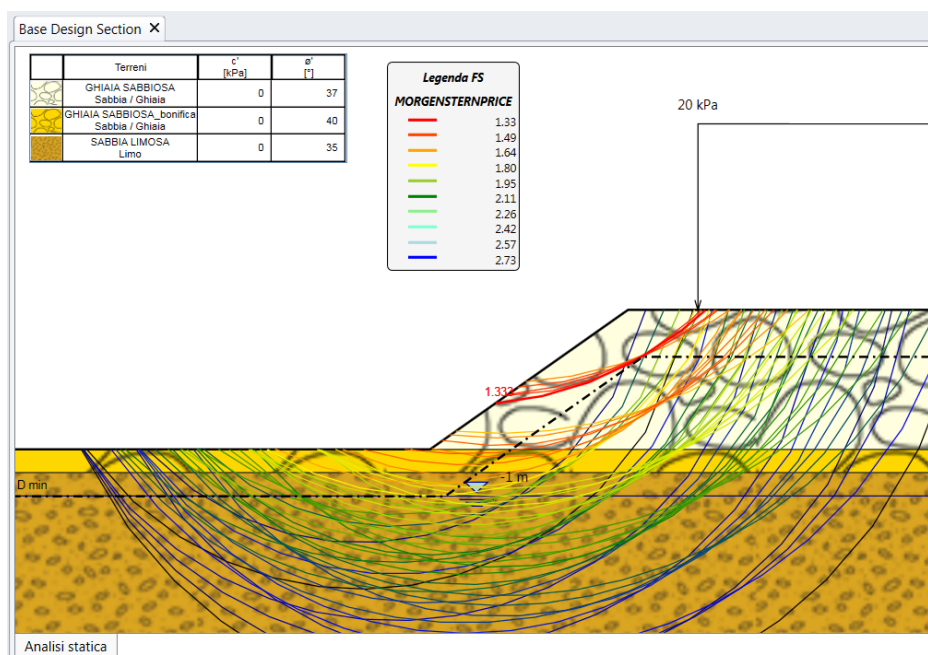 Base Design Section ✕
Terreni c' [kPa] ø' [°]
GHIAIA SABBIOSA
Sabbia / Ghiaia 0 37
GHIAIA SABBIOSA_bonifica
Sabbia / Ghiaia 0 40
SABBIA LIMOSA
Limo 0 35
Legenda FS
MORGENSTERNPRICE
1.33
1.49
1.64
1.80
1.95
2.11
2.26
2.42
2.57
2.73
20 kPa
1.332
-1 m
D min
Analisi statica